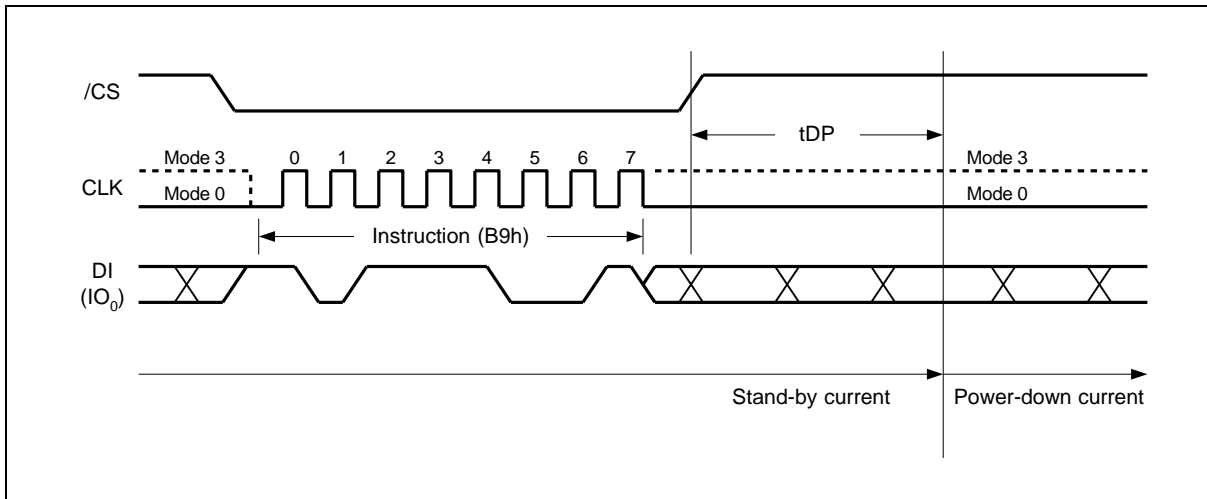 /CS
tDP
Mode 3 0 1 2 3 4 5 6 7 Mode 3
CLK
Mode 0 Mode 0
Instruction (B9h)
DI
(IO0)
Stand-by current Power-down current